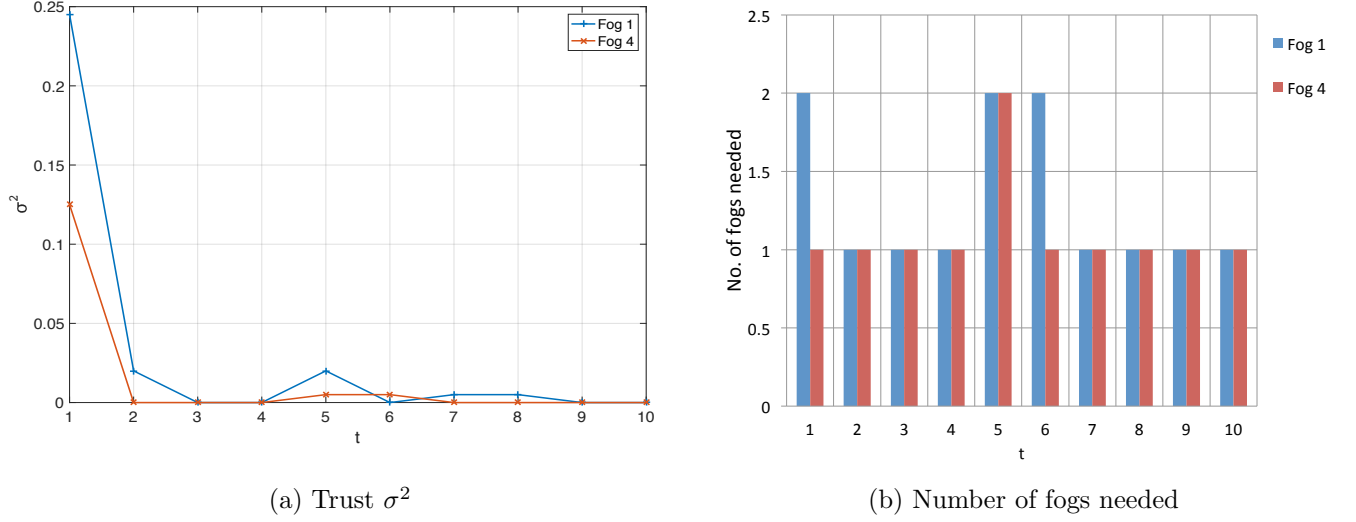 0.25
0.2
0.15
0.1
0.05
0
σ²
1 2 3 4 5 6 7 8 9 10
t
Fog 1
Fog 4
(a) Trust σ²
2.5
2
1.5
1
0.5
0
No. of fogs needed
1 2 3 4 5 6 7 8 9 10
t
Fog 1
Fog 4
(b) Number of fogs needed